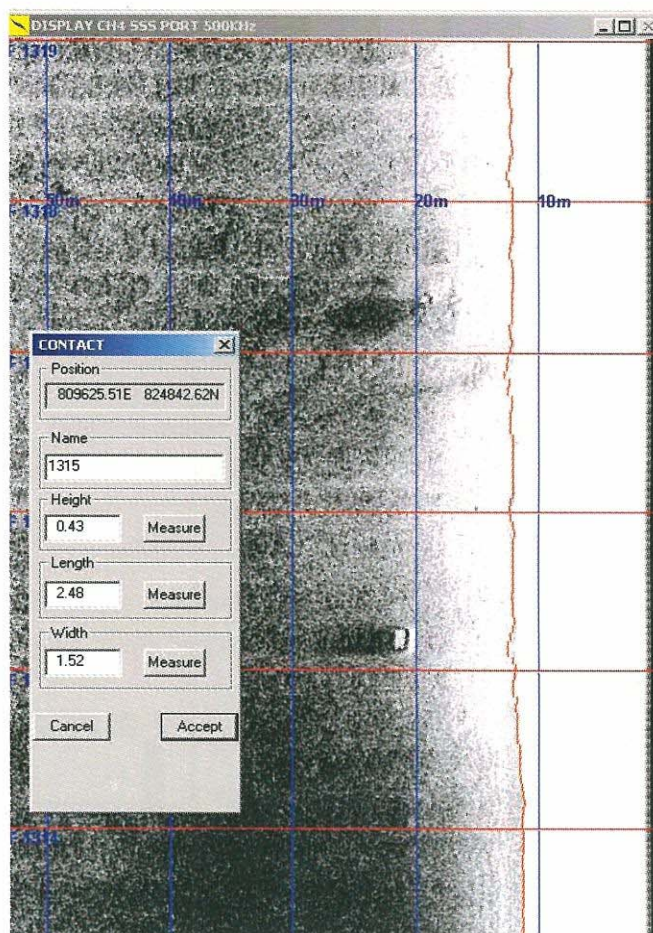 DISPLAY CH4 SSS PORT 500KHz
F 1319
50m
40m
30m
20m
10m
F 1318
CONTACT
Position
809625.51E 824842.62N
Name
1315
Height
0.43
Measure
Length
2.48
Measure
Width
1.52
Measure
Cancel
Accept